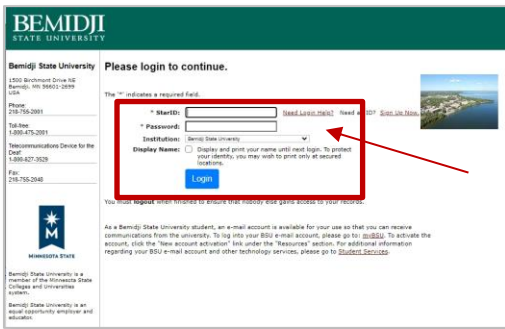 BEMIDJI
STATE UNIVERSITY
Bemidji State University
1500 Birchmont Drive NE
Bemidji, MN 56601-2699
USA
Phone:
218-755-2001
Toll-free:
1-800-475-2001
Telecommunications Device for the
Deaf:
1-800-627-3529
Fax:
218-755-2048
MINNESOTA STATE
Bemidji State University is a
member of the Minnesota State
Colleges and Universities
system.
Bemidji State University is an
equal opportunity employer and
educator.
Please login to continue.
The '*' indicates a required field.
* StarID:
Need Login Help? Need an ID? Sign Up Now.
* Password:
Institution: Bemidji State University
Display Name: Display and print your name until next login. To protect
your identity, you may wish to print only at secured
locations.
Login
You must logout when finished to ensure that nobody else gains access to your records.
As a Bemidji State University student, an e-mail account is available for your use so that you can receive
communications from the university. To log into your BSU e-mail account, please go to: myBSU. To activate the
account, click the "New account activation" link under the "Resources" section. For additional information
regarding your BSU e-mail account and other technology services, please go to Student Services.